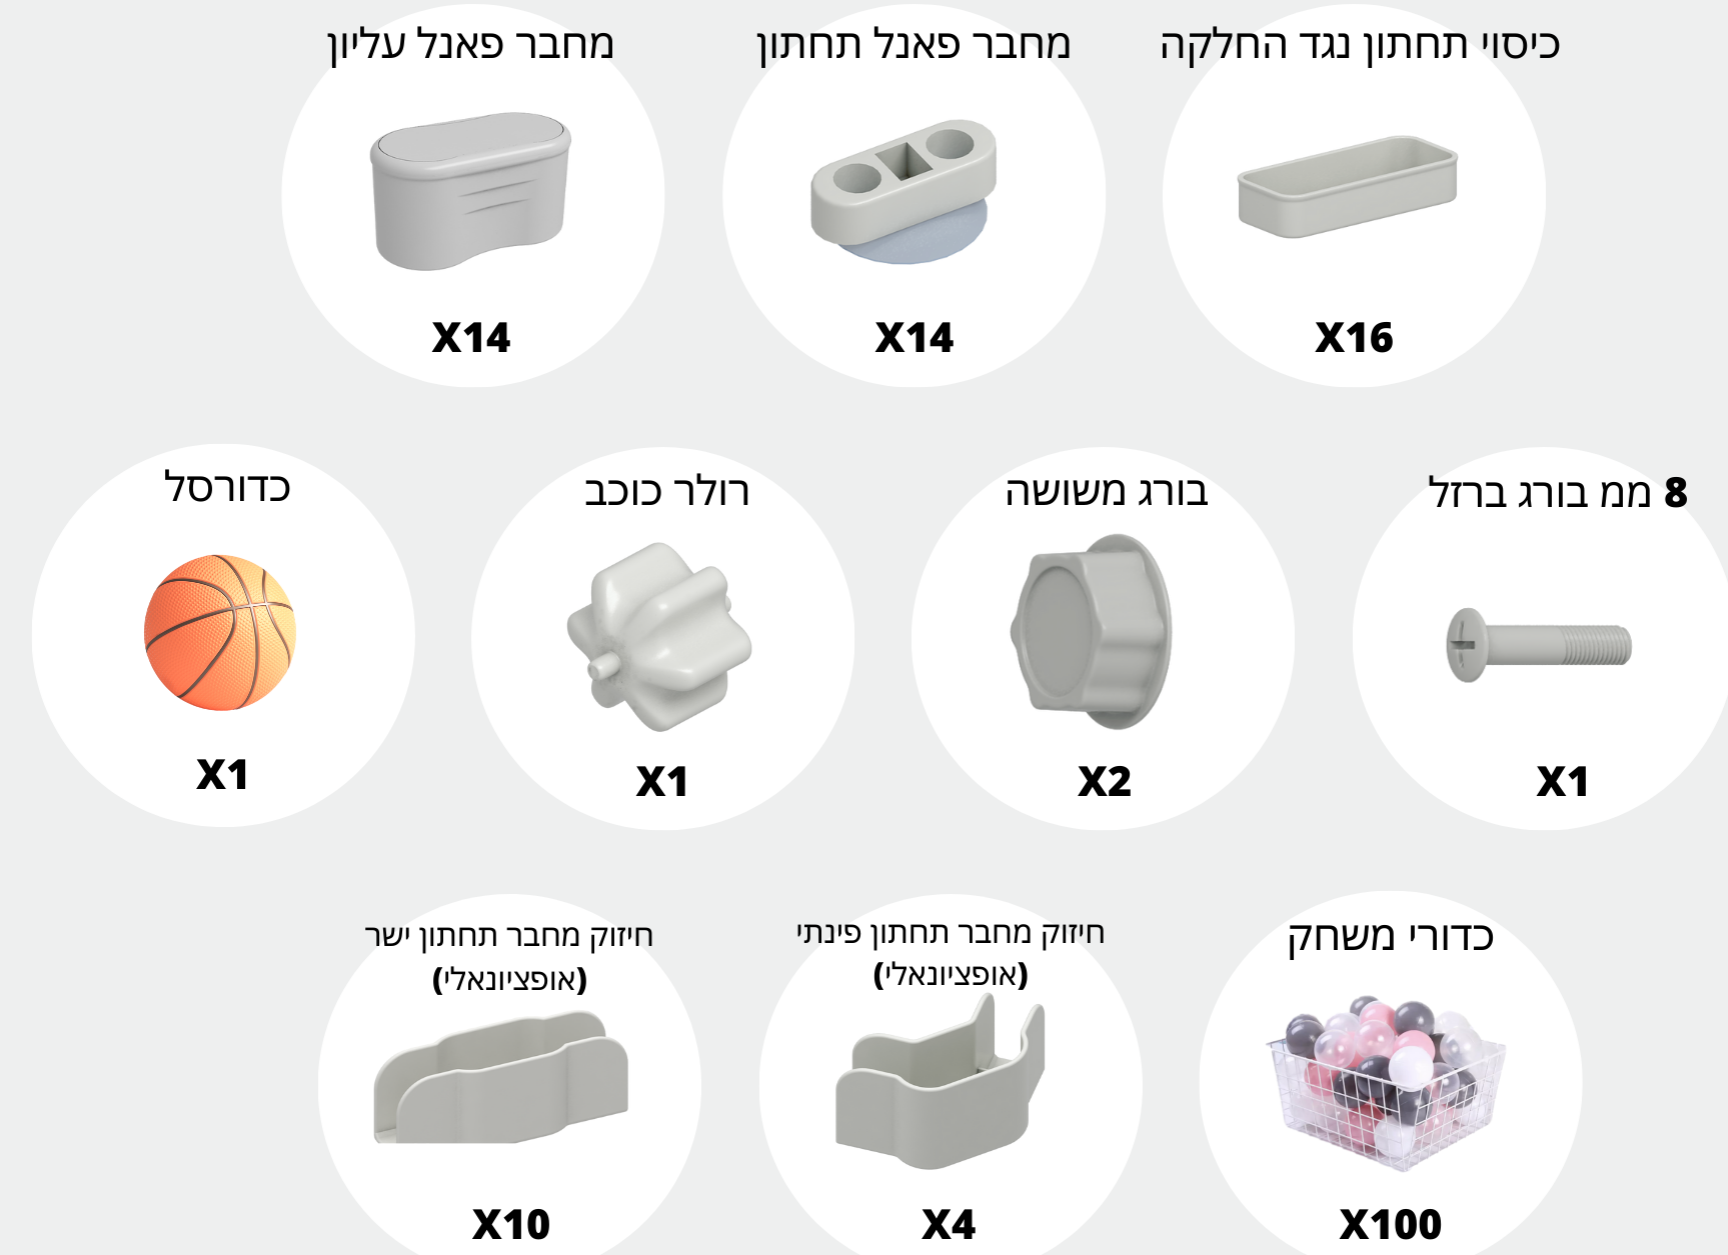 כיסוי תחתון נגד החלקה
X16
מחבר פאנל תחתון
X14
מחבר פאנל עליון
X14
8 ממ בורג ברזל
X1
בורג משושה
X2
רולר כוכב
X1
כדורסל
X1
כדורי משחק
X100
חיזוק מחבר תחתון פינתי
(אופציונאלי)
X4
חיזוק מחבר תחתון ישר
(אופציונאלי)
X10